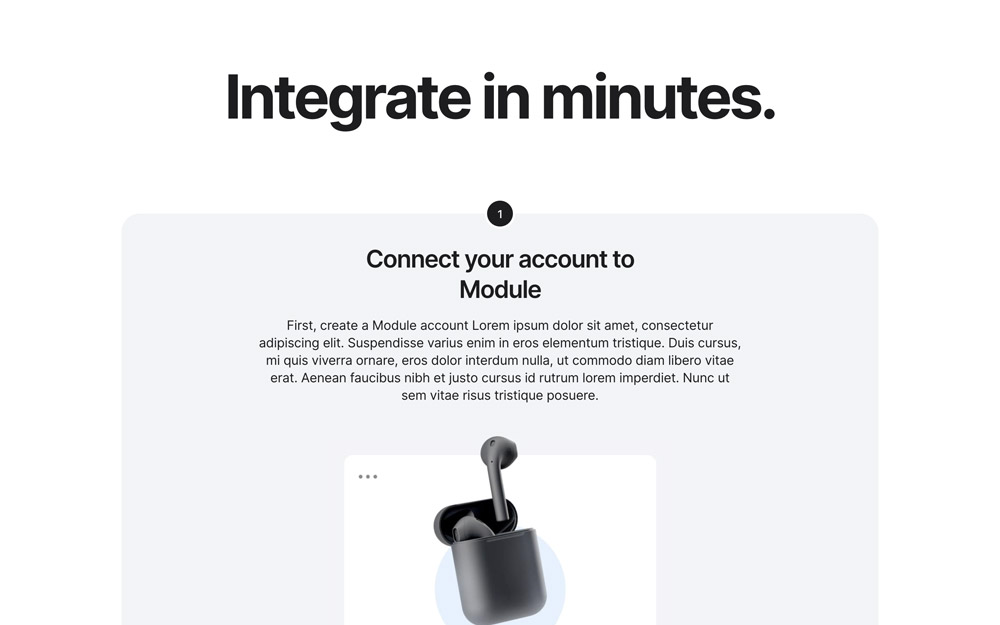 Integrate in minutes.
1
Connect your account to
Module
First, create a Module account Lorem ipsum dolor sit amet, consectetur
adipiscing elit. Suspendisse varius enim in eros elementum tristique. Duis cursus,
mi quis viverra ornare, eros dolor interdum nulla, ut commodo diam libero vitae
erat. Aenean faucibus nibh et justo cursus id rutrum lorem imperdiet. Nunc ut
sem vitae risus tristique posuere.